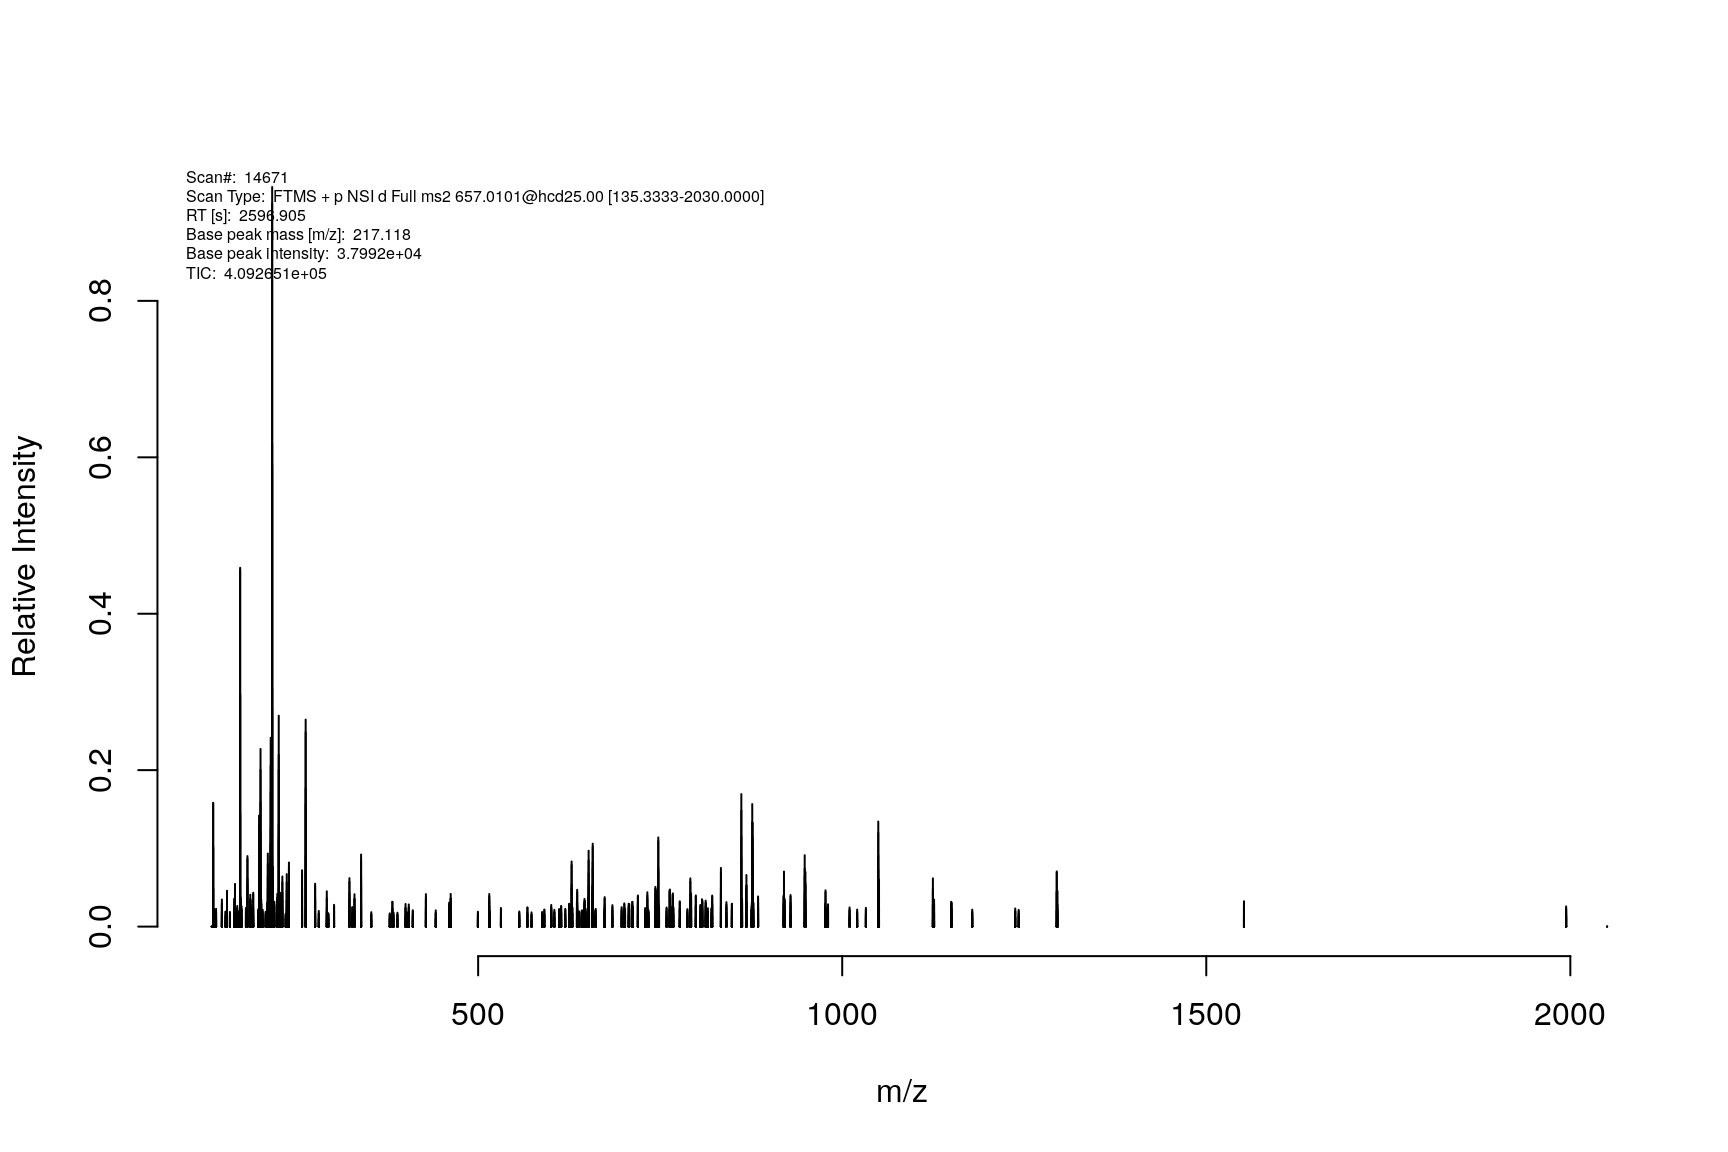 Scan#: 14671
Scan Type: FTMS + p NSI d Full ms2 657.0101@hcd25.00 [135.3333-2030.0000]
RT [s]: 2596.905
Base peak mass [m/z]: 217.118
Base peak intensity: 3.7992e+04
TIC: 4.092651e+05
0.8
0.6
0.4
0.2
0.0
Relative Intensity
500 1000 1500 2000
m/z